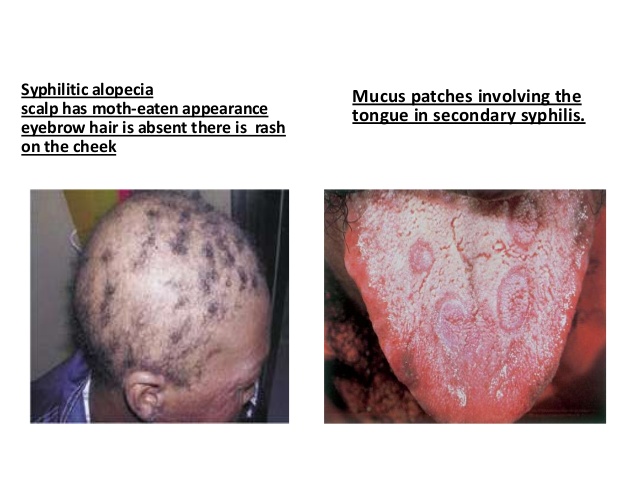 Syphilitic alopecia
scalp has moth-eaten appearance
eyebrow hair is absent there is rash
on the cheek
Mucus patches involving the
tongue in secondary syphilis.